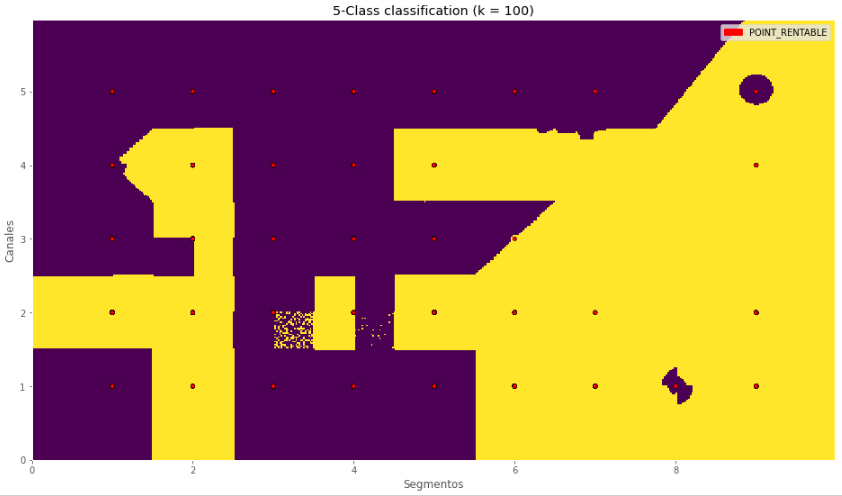 5-Class classification (k = 100)
POINT_RENTABLE
Canales
5
4
3
2
1
0
0 2 4 6 8
Segmentos